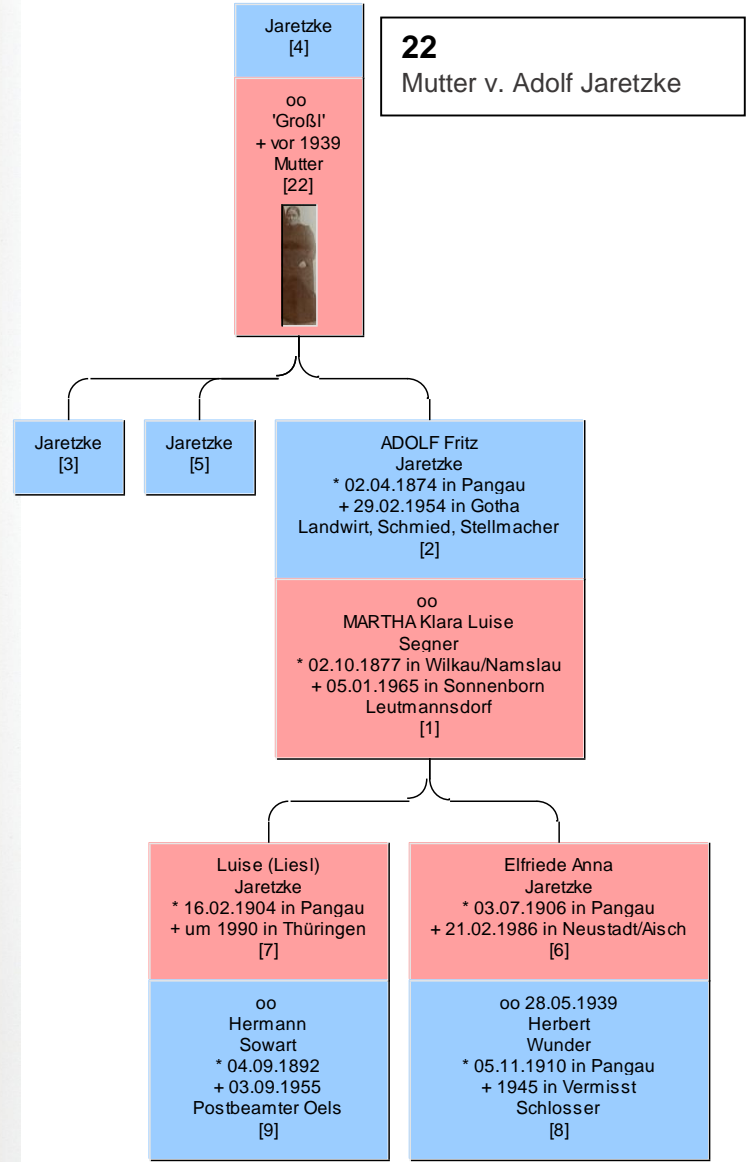 Jaretzke
[4]
22
Mutter v. Adolf Jaretzke
oo
'Großl'
+ vor 1939
Mutter
[22]
Jaretzke
[3]
Jaretzke
[5]
ADOLF Fritz
Jaretzke
* 02.04.1874 in Pangau
+ 29.02.1954 in Gotha
Landwirt, Schmied, Stellmacher
[2]
oo
MARTHA Klara Luise
Segner
* 02.10.1877 in Wilkau/Namslau
+ 05.01.1965 in Sonnenborn
Leutmannsdorf
[1]
Luise (Liesl)
Jaretzke
* 16.02.1904 in Pangau
+ um 1990 in Thüringen
[7]
oo
Hermann
Sowart
* 04.09.1892
+ 03.09.1955
Postbeamter Oels
[9]
Elfriede Anna
Jaretzke
* 03.07.1906 in Pangau
+ 21.02.1986 in Neustadt/Aisch
[6]
oo 28.05.1939
Herbert
Wunder
* 05.11.1910 in Pangau
+ 1945 in Vermisst
Schlosser
[8]